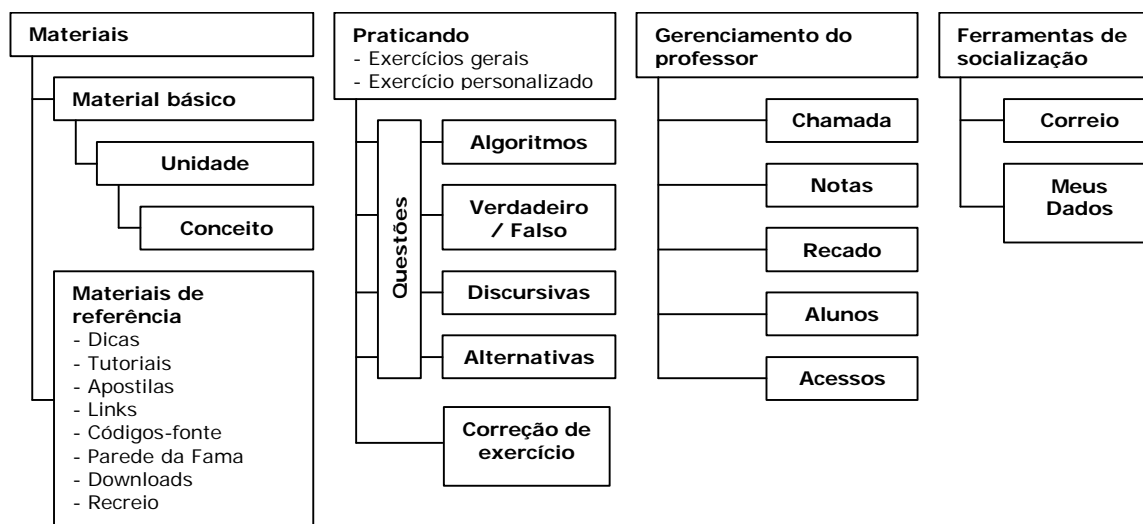 Materiais
Material básico
Unidade
Conceito
Materiais de
referência
- Dicas
- Tutoriais
- Apostilas
- Links
- Códigos-fonte
- Parede da Fama
- Downloads
- Recreio
Praticando
- Exercícios gerais
- Exercício personalizado
Questões
Algoritmos
Verdadeiro
/ Falso
Discursivas
Alternativas
Correção de
exercício
Gerenciamento do
professor
Chamada
Notas
Recado
Alunos
Acessos
Ferramentas de
socialização
Correio
Meus
Dados